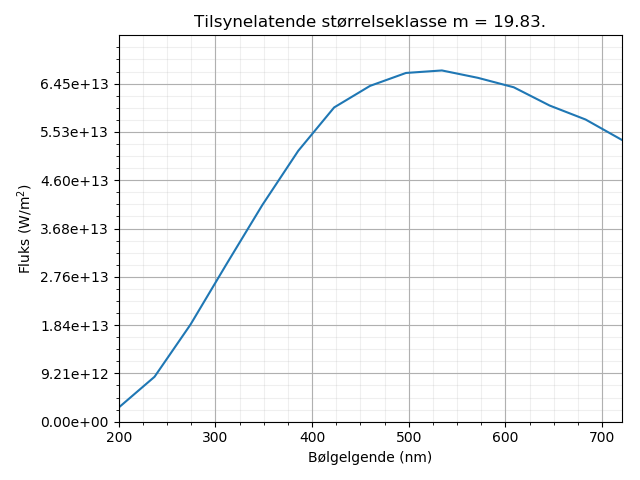 Tilsynelatende størrelseklasse m = 19.83.
Fluks (W/m²)
6.45e+13
5.53e+13
4.60e+13
3.68e+13
2.76e+13
1.84e+13
9.21e+12
0.00e+00
200 300 400 500 600 700
Bølgelgende (nm)